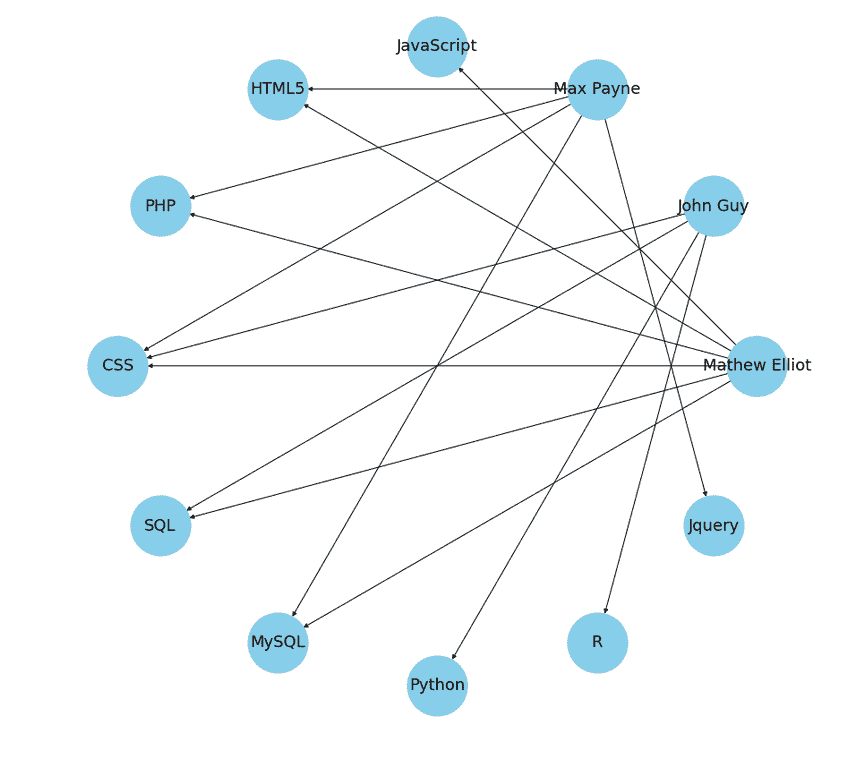 JavaScript
HTML5
Max Payne
PHP
John Guy
CSS
Mathew Elliot
SQL
Jquery
MySQL
R
Python